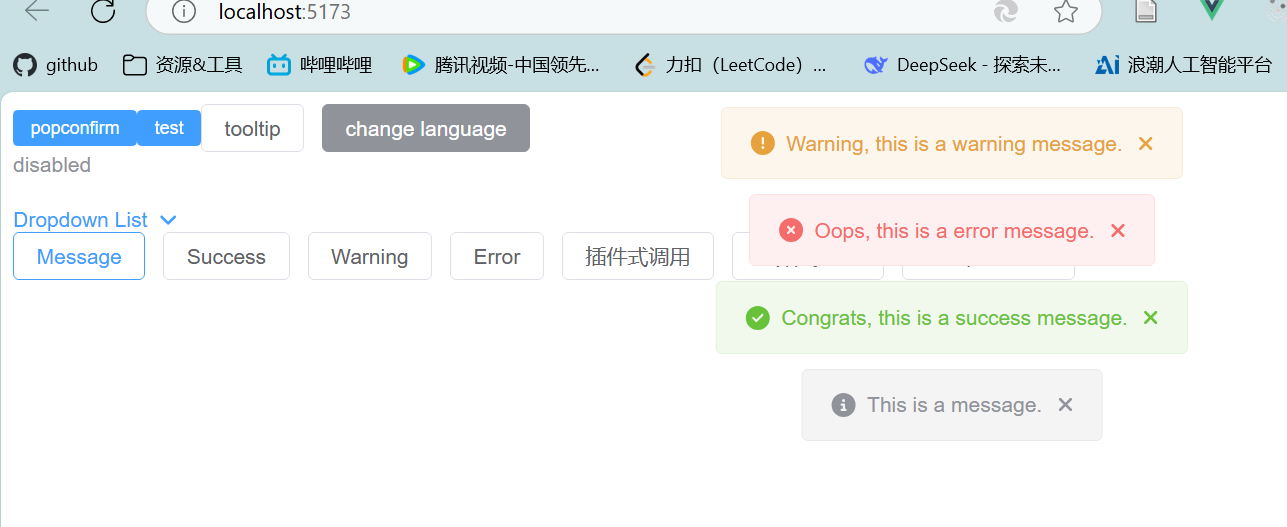 localhost:5173
github 资源&工具 哔哩哔哩 腾讯视频-中国领先... 力扣（LeetCode）... DeepSeek - 探索未... 浪潮人工智能平台
popconfirm test tooltip change language
disabled
Dropdown List
Message Success Warning Error 插件式调用
Warning, this is a warning message.
Oops, this is a error message.
Congrats, this is a success message.
This is a message.